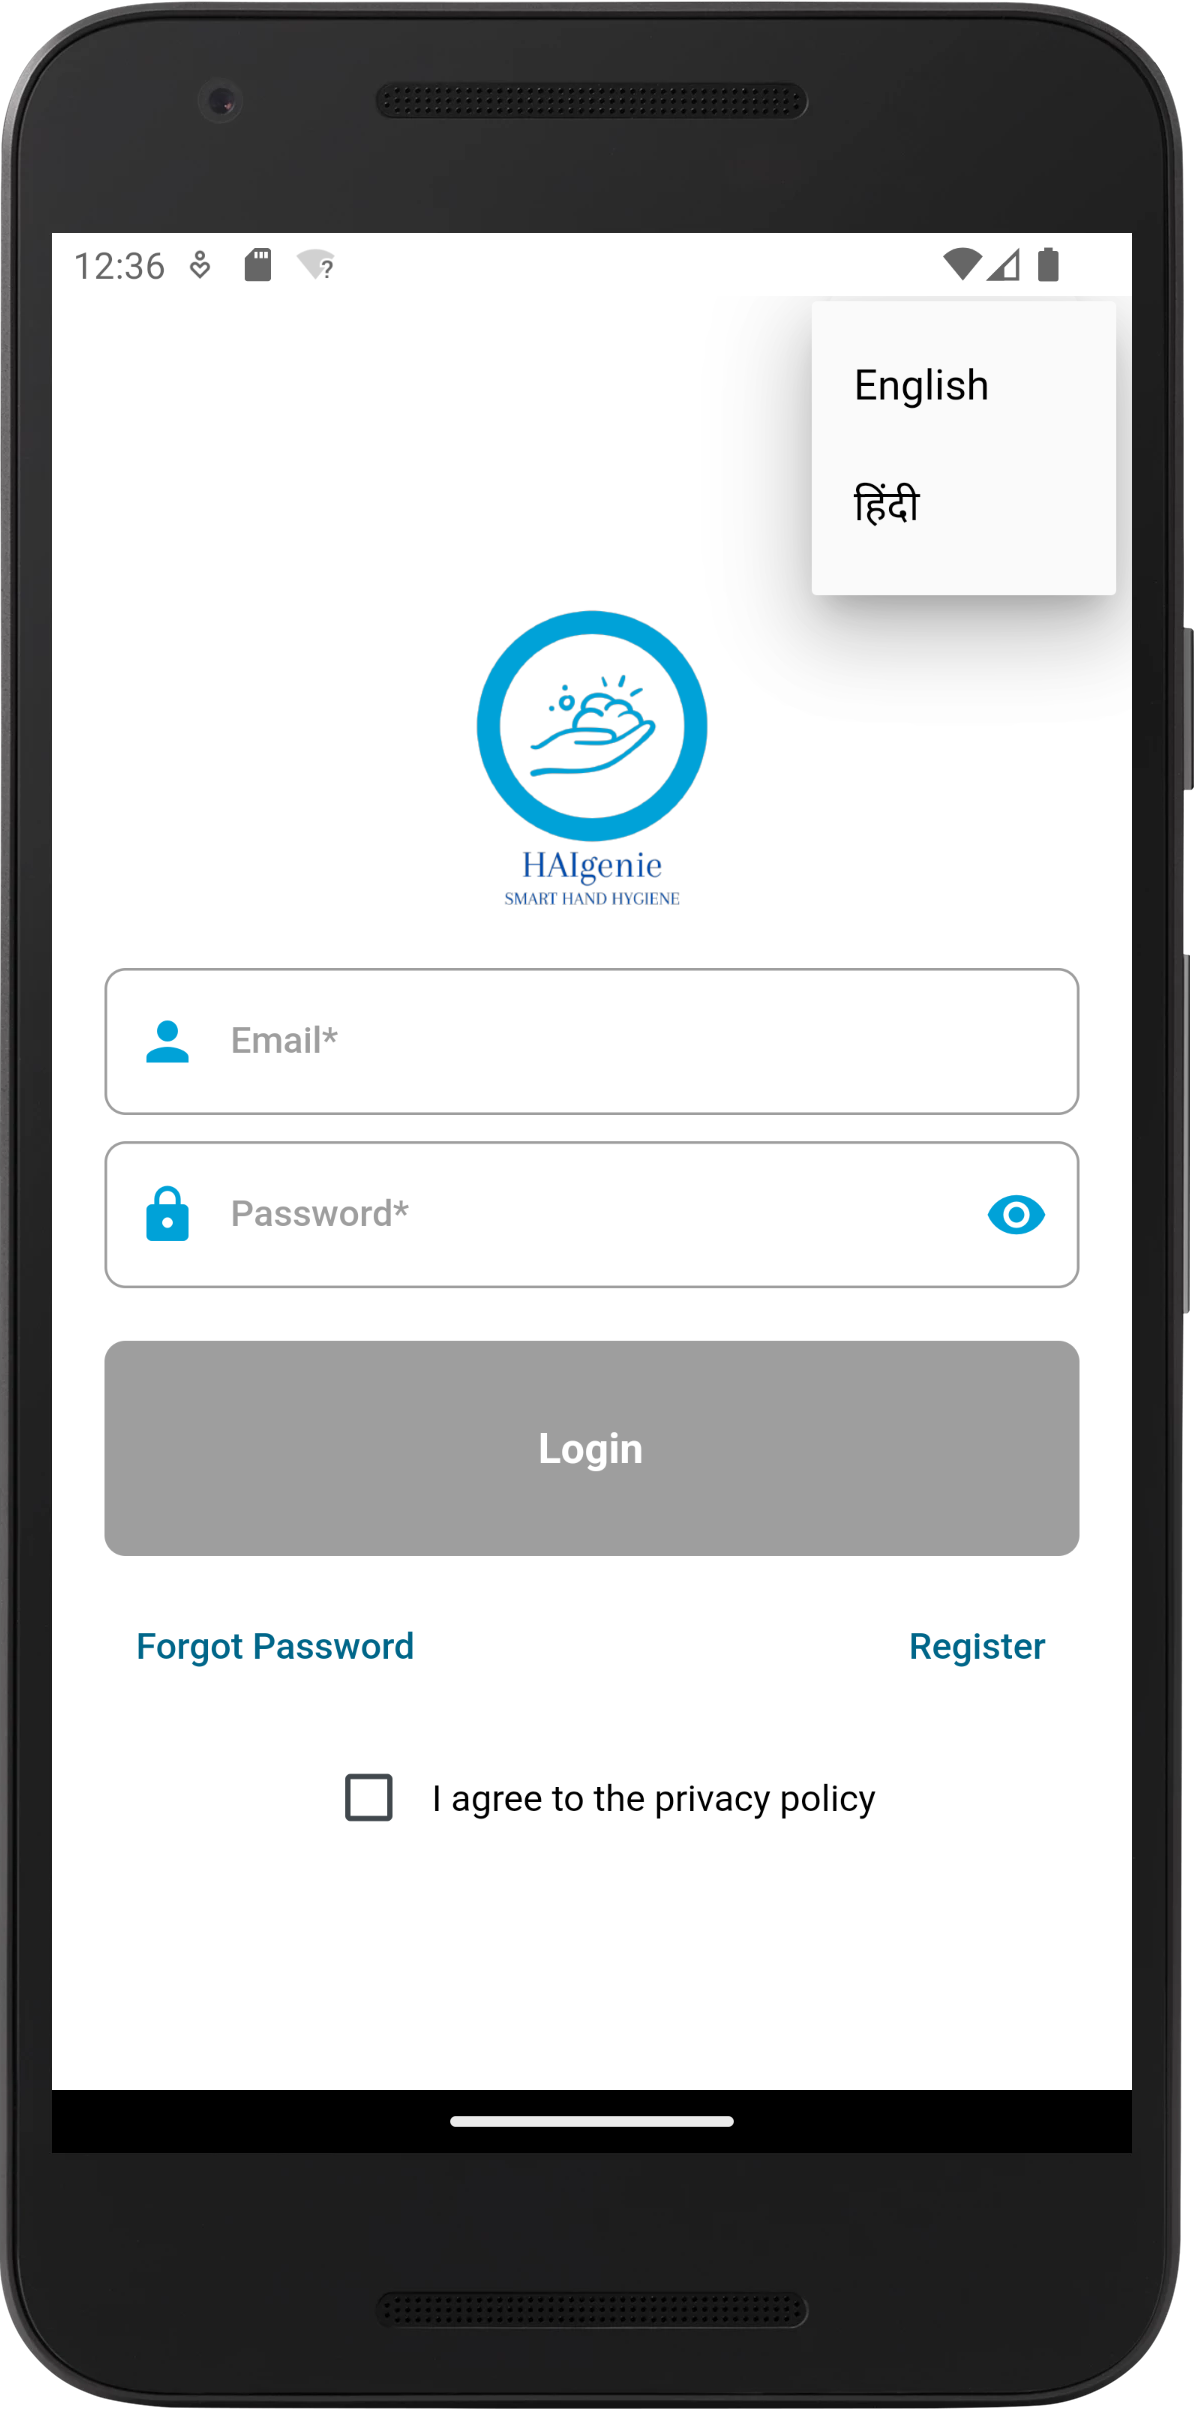 12:36
English
हिंदी
HAIgenie
SMART HAND HYGIENE
Email*
Password*
Login
Forgot Password
Register
I agree to the privacy policy